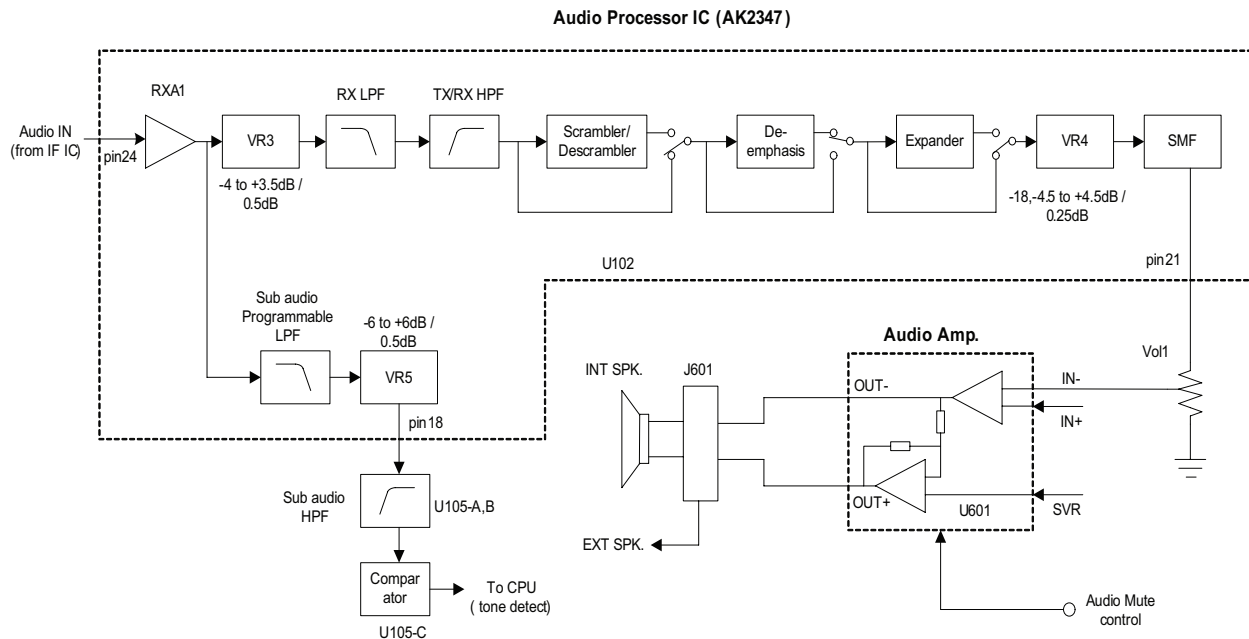 Audio Processor IC (AK2347)
RXA1
RX LPF
TX/RX HPF
Audio IN
(from IF IC)
pin24
VR3
Scrambler/
Descrambler
De-
emphasis
Expander
VR4
SMF
-4 to +3.5dB /
0.5dB
-18,-4.5 to +4.5dB /
0.25dB
U102
pin21
Sub audio
Programmable
LPF
-6 to +6dB /
0.5dB
VR5
pin18
Audio Amp.
Vol1
INT SPK.
J601
OUT-
IN-
IN+
OUT+
U601
SVR
Sub audio
HPF
U105-A,B
EXT SPK.
Compar
ator
To CPU
( tone detect)
U105-C
Audio Mute
control